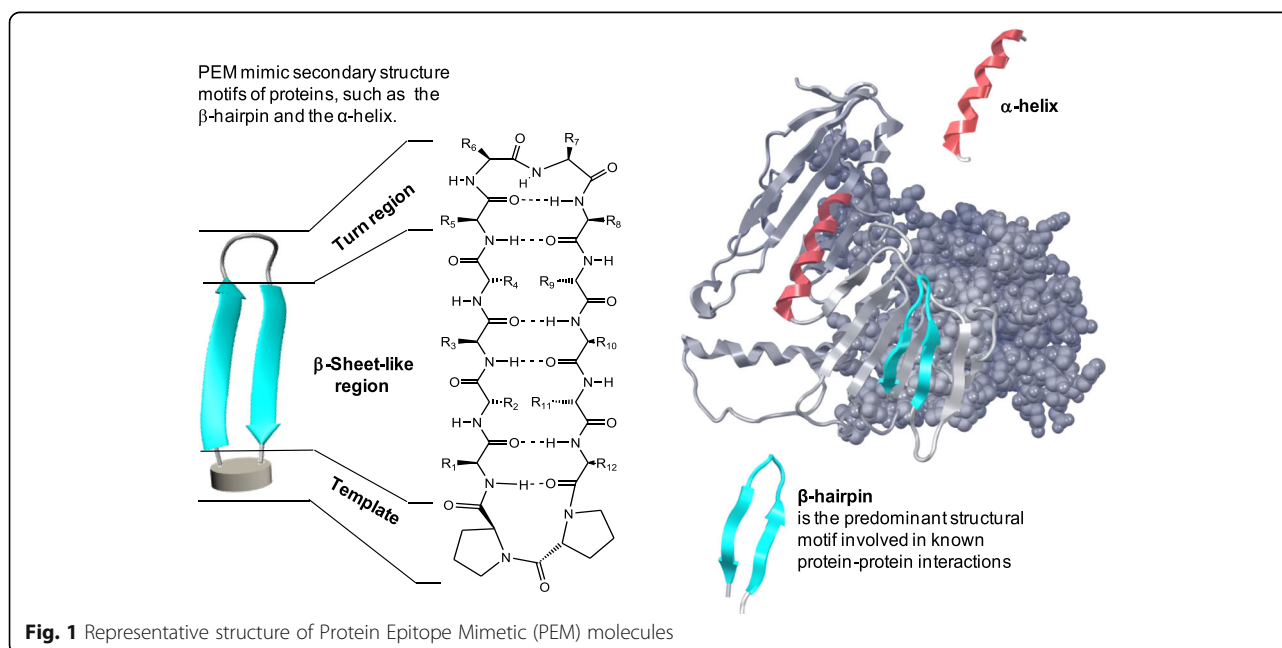 PEM mimic secondary structure
motifs of proteins, such as the
β-hairpin and the α-helix.
Turn region
β-Sheet-like
region
Template
R6
O
R7
H
N
O
H-N
N
H
O
H-N
R5
R8
N-H
O
O
N-H
R4
R9
H-N
O
O
H-N
R3
R10
N-H
O
O
N-H
R2
R11
H-N
O
O
H-N
R1
R12
N-H
O
O
N
N
O
α-helix
β-hairpin
is the predominant structural
motif involved in known
protein-protein interactions
Fig. 1 Representative structure of Protein Epitope Mimetic (PEM) molecules